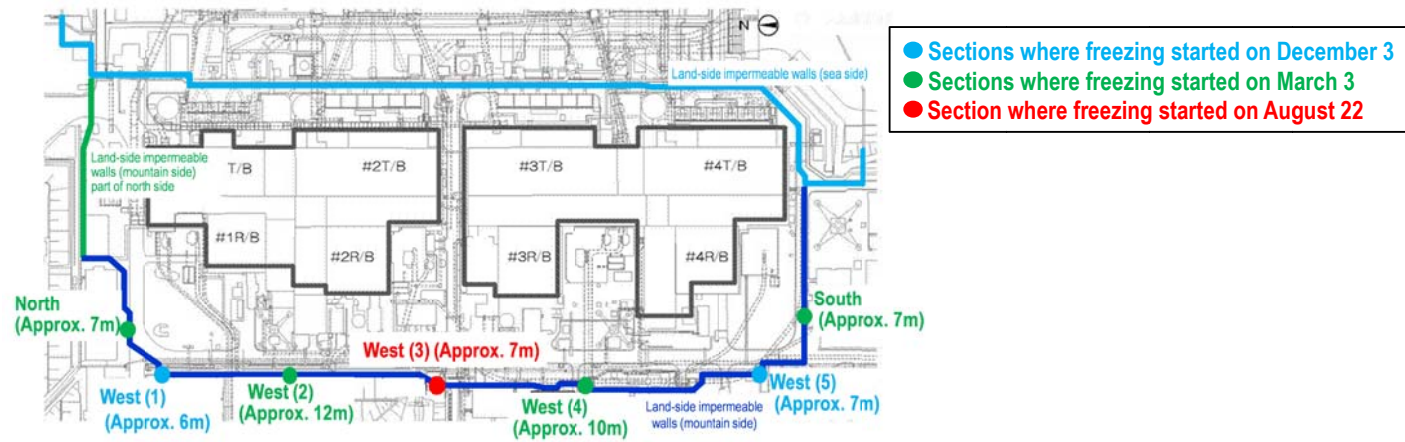 N
Land-side impermeable walls (sea side)
Sections where freezing started on December 3
Sections where freezing started on March 3
Section where freezing started on August 22
Land-side impermeable
walls (mountain side)
part of north side
T/B
#2T/B
#3T/B
#4T/B
#1R/B
#2R/B
#3R/B
#4R/B
North
(Approx. 7m)
South
(Approx. 7m)
West (3) (Approx. 7m)
West (1)
(Approx. 6m)
West (2)
(Approx. 12m)
West (4)
(Approx. 10m)
Land-side impermeable
walls (mountain side)
West (5)
(Approx. 7m)